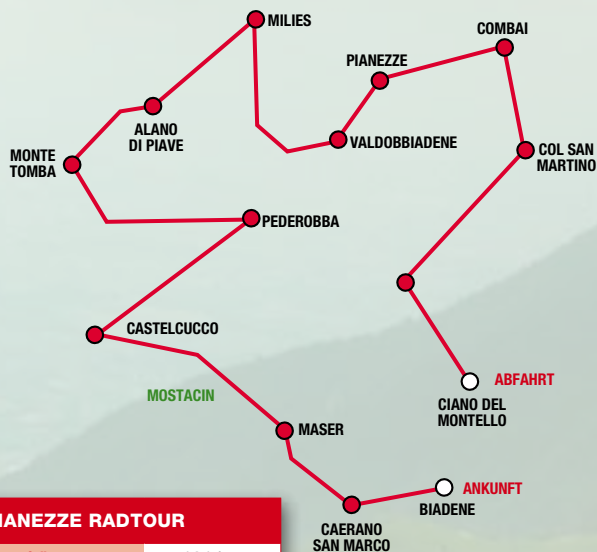 MILIES
COMBAI
PIANEZZE
ALANO
DI PIAVE
VALDOBBIADENE
COL SAN
MARTINO
MONTE
TOMBA
PEDEROBBA
CASTELCUCCO
ABFAHRT
CIANO DEL
MONTELLO
MOSTACIN
MASER
ANKUNFT
BIADENE
CAERANO
SAN MARCO
RADTOUR